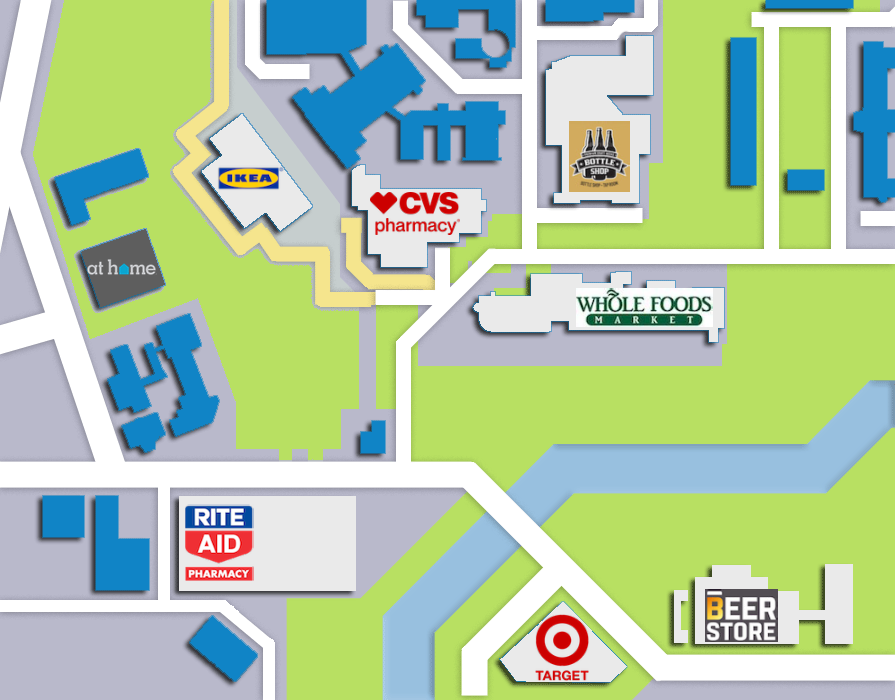 BOTTLE
SHOP
IKEA
CVS
pharmacy
at home
WHOLE FOODS
MARKET
RITE
AID
PHARMACY
BEER
STORE
TARGET